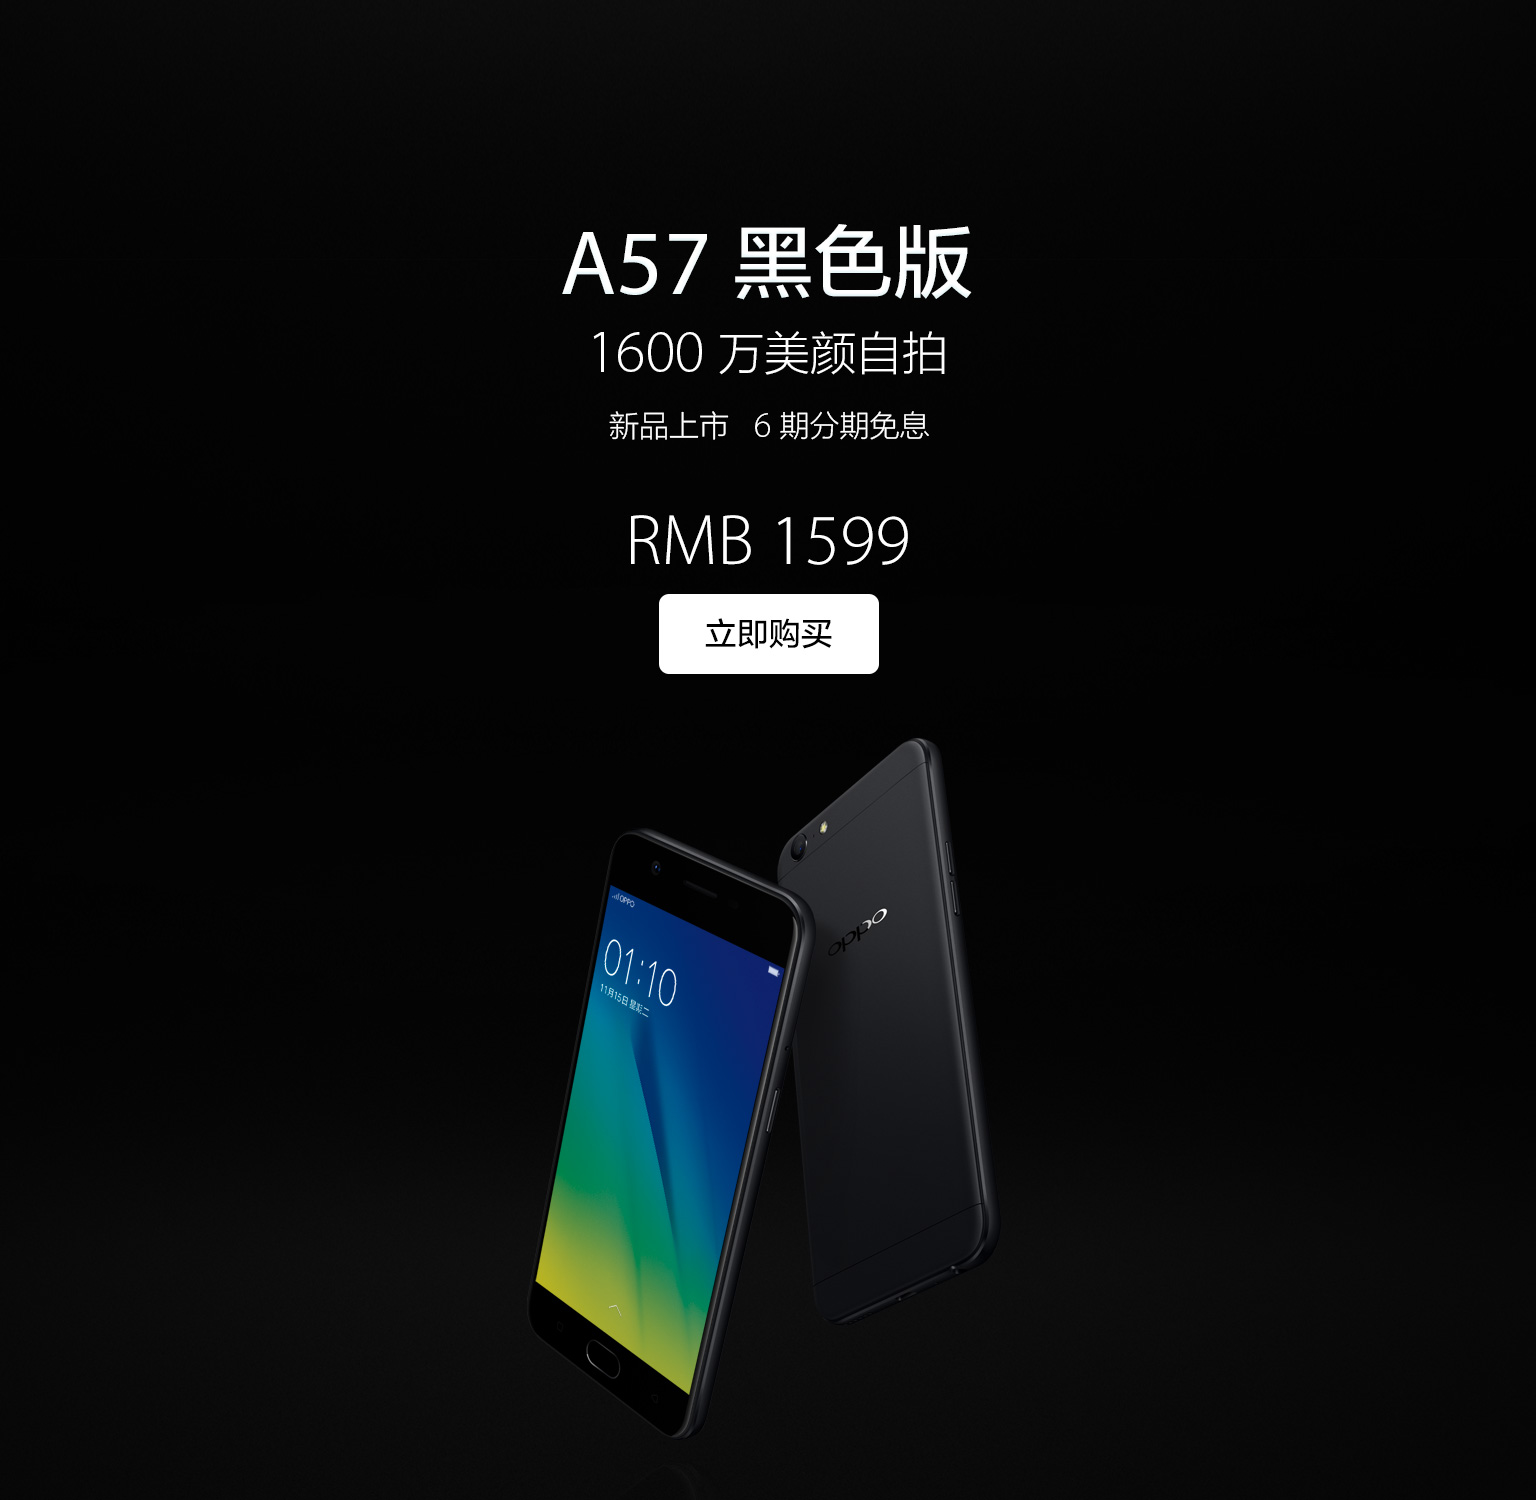 A57 黑色版
1600 万美颜自拍
新品上市 6 期分期免息
RMB 1599
立即购买
oppo
OPPO
01:10
11月15日 星期二